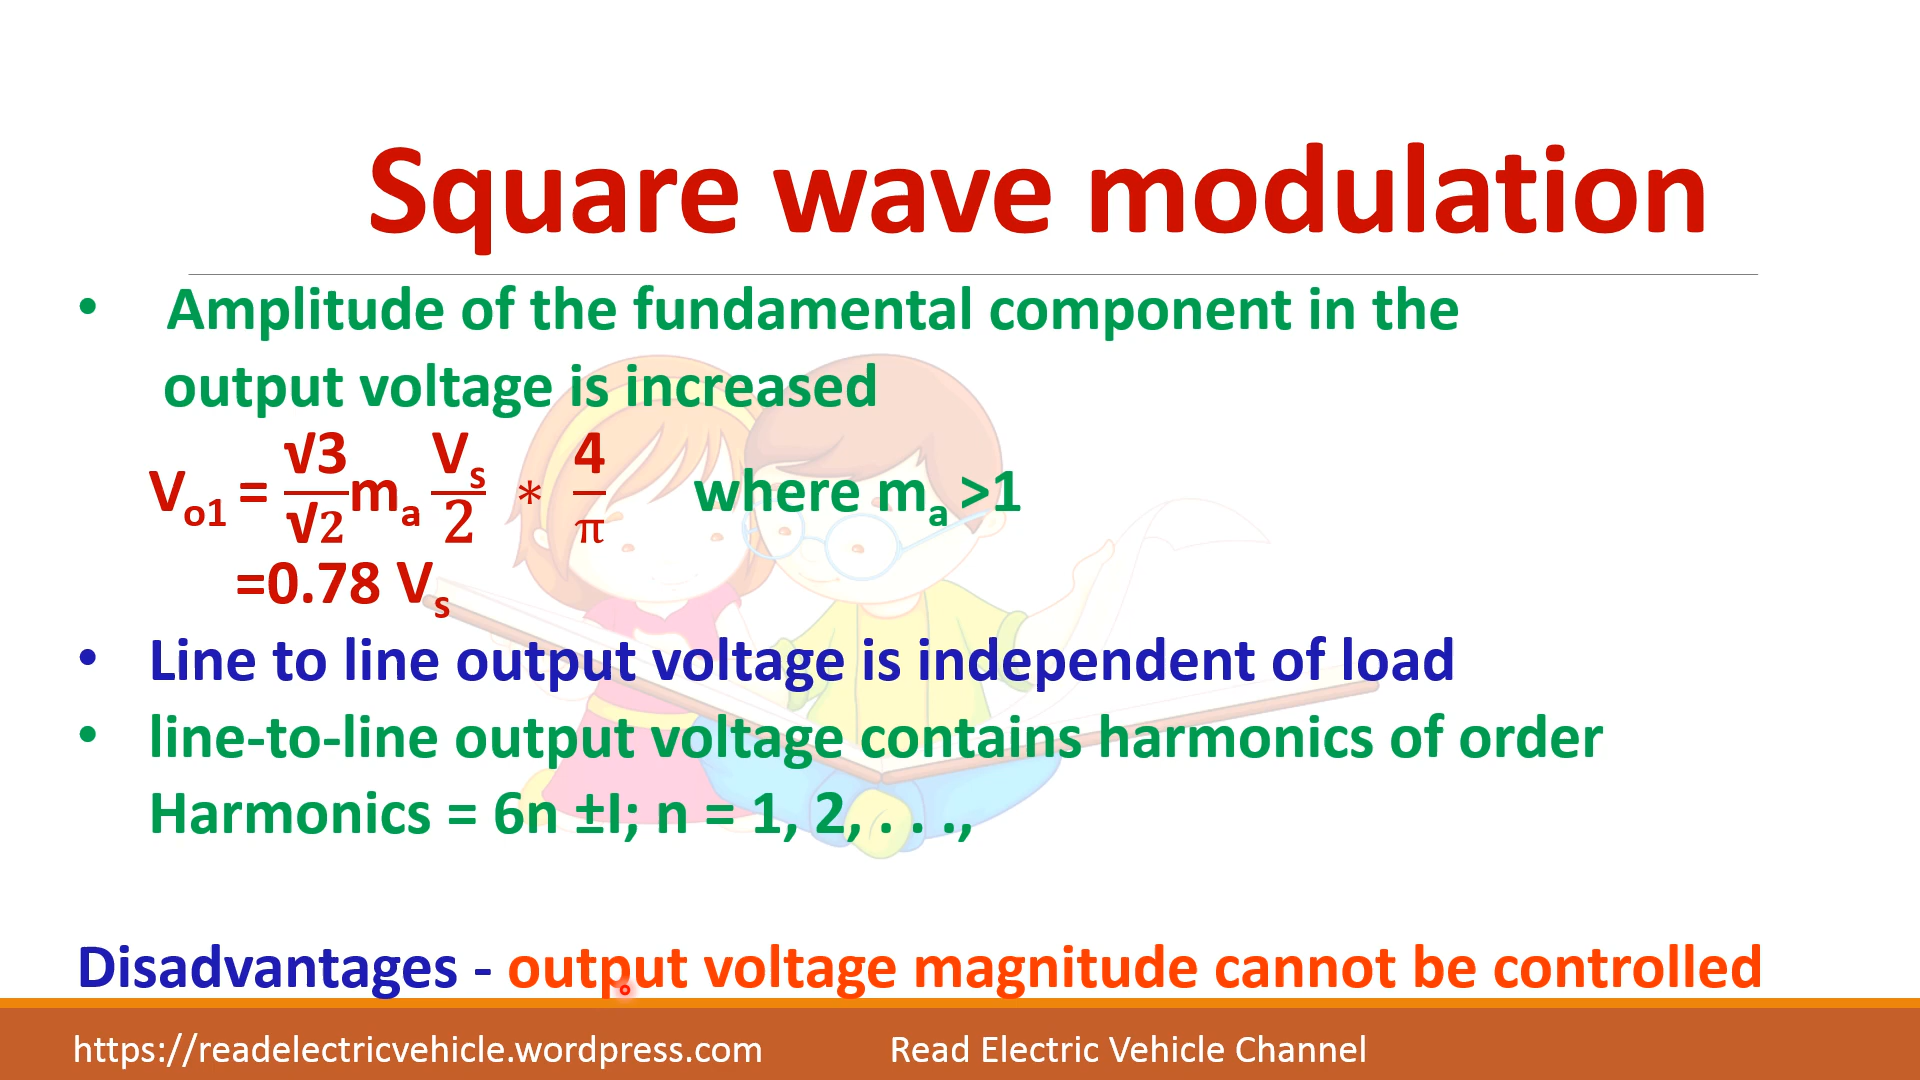 Square wave modulation
• Amplitude of the fundamental component in the
output voltage is increased
Vo1 = √3/√2 ma Vs/2 * 4/π where ma >1
=0.78 Vs
• Line to line output voltage is independent of load
• line-to-line output voltage contains harmonics of order
Harmonics = 6n ±I; n = 1, 2, . . .,
Disadvantages - output voltage magnitude cannot be controlled
https://readelectricvehicle.wordpress.com Read Electric Vehicle Channel